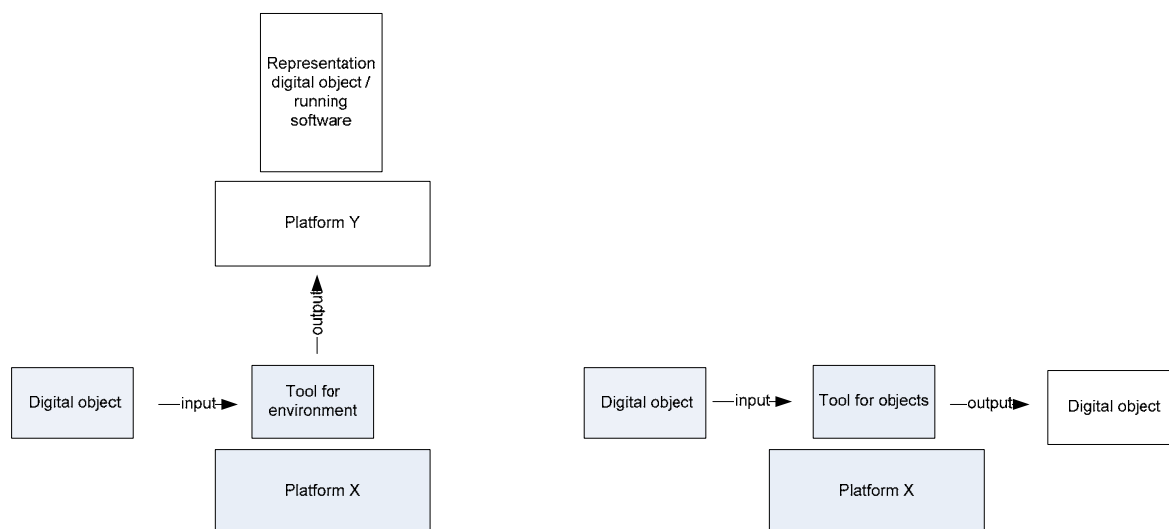 Representation
digital object /
running
software
Platform Y
output
Digital object
input
Tool for
environment
Platform X
Digital object
input
Tool for objects
output
Digital object
Platform X